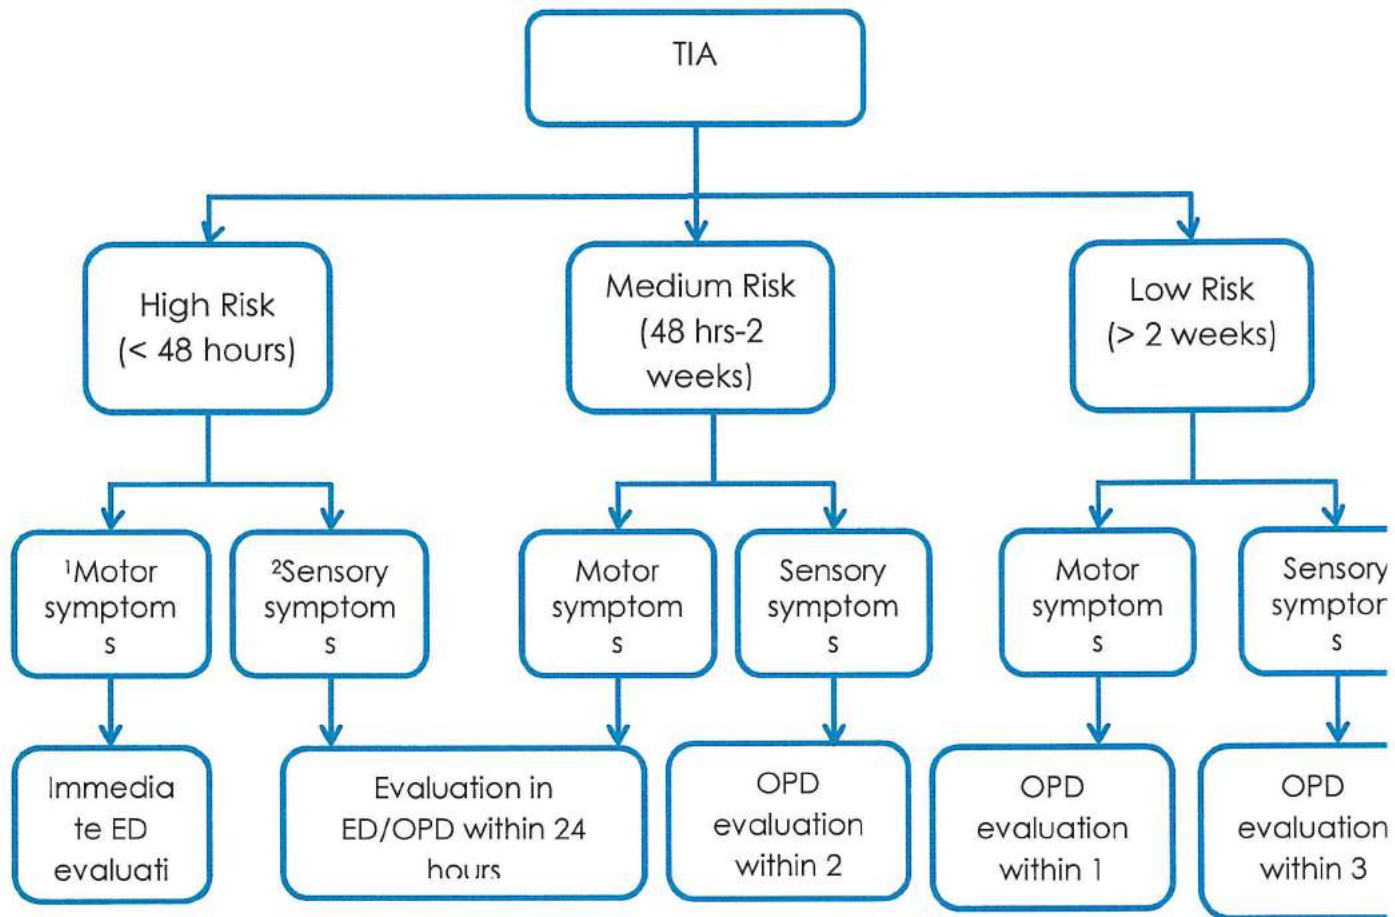 TIA
High Risk
(< 48 hours)
Medium Risk
(48 hrs-2
weeks)
Low Risk
(> 2 weeks)
¹Motor
symptom
s
²Sensory
symptom
s
Motor
symptom
s
Sensory
symptom
s
Motor
symptom
s
Sensory
symptor
s
Immedia
te ED
evaluati
Evaluation in
ED/OPD within 24
hours
OPD
evaluation
within 2
OPD
evaluation
within 1
OPD
evaluation
within 3